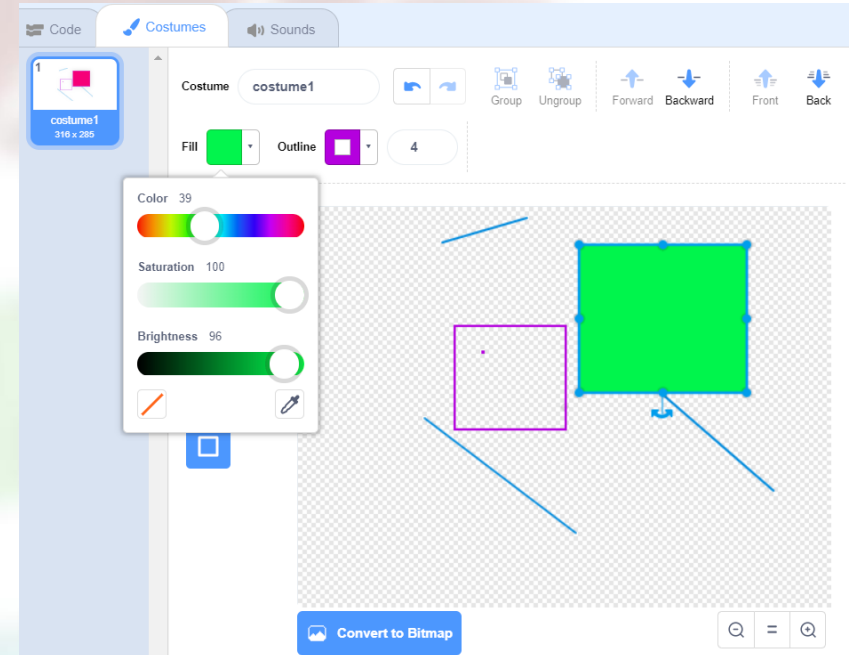 Code
Costumes
Sounds
1
costume1
316 x 285
Costume
costume1
Group
Ungroup
Forward
Backward
Front
Back
Fill
Outline
4
Color 39
Saturation 100
Brightness 96
Convert to Bitmap
=